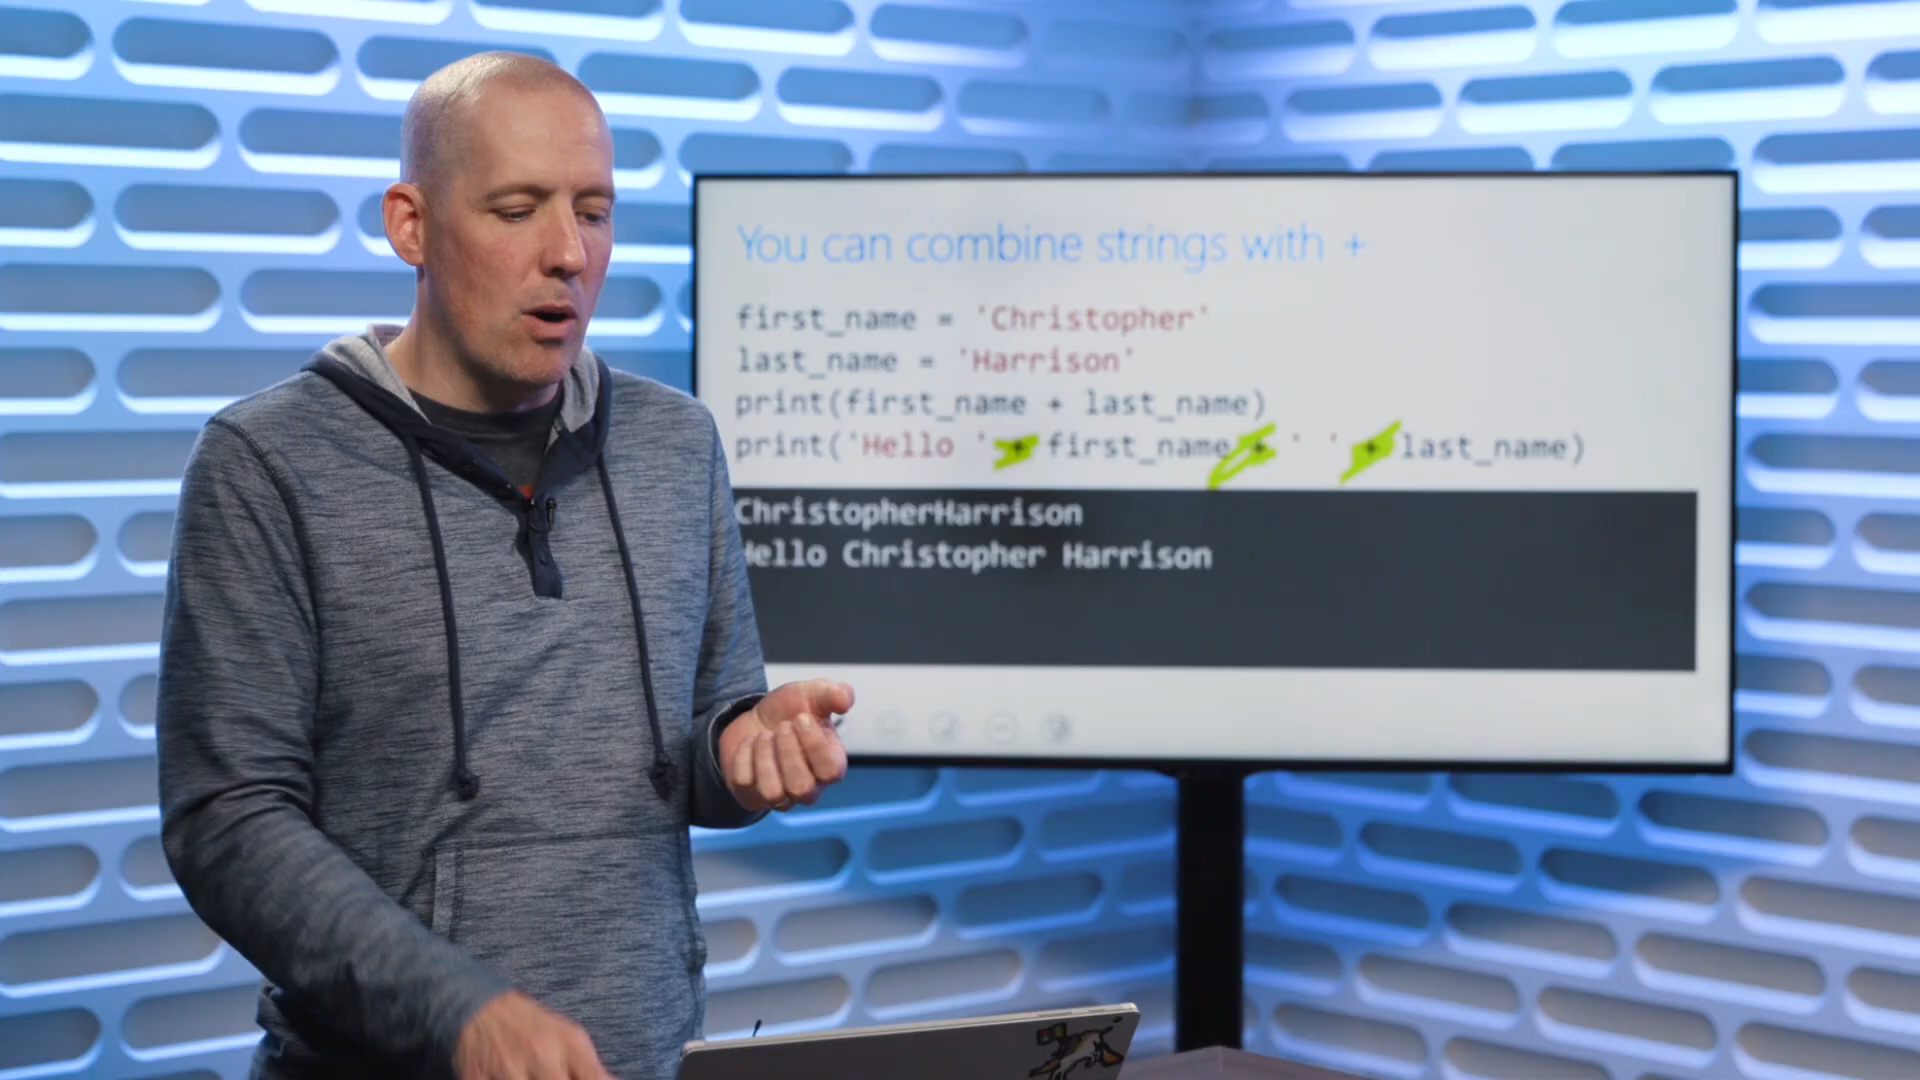 You can combine strings with +
first_name = 'Christopher'
last_name = 'Harrison'
print(first_name + last_name)
print('Hello ' + first_name + ' ' + last_name)
ChristopherHarrison
Hello Christopher Harrison